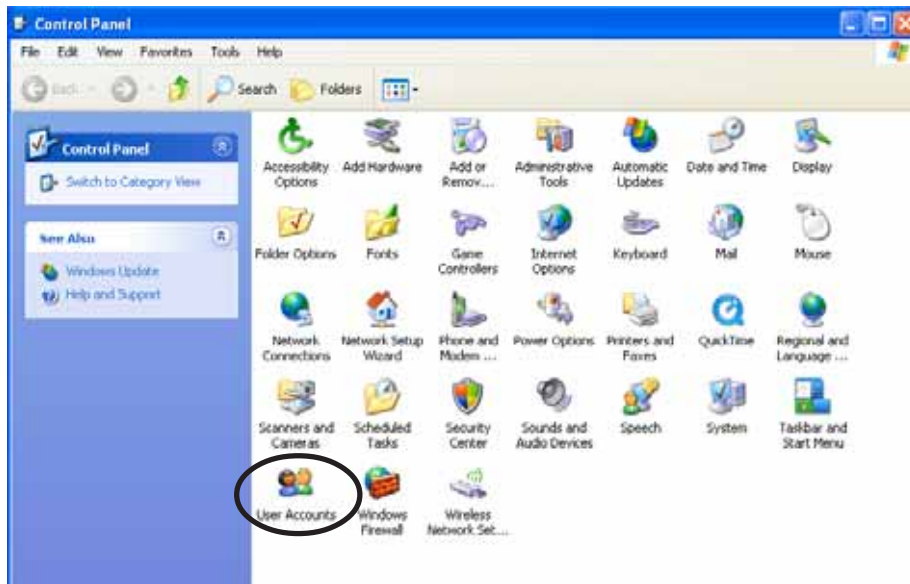 Control Panel
File Edit View Favorites Tools Help
Back Search Folders
Control Panel
Switch to Category View
See Also
Windows Update
Help and Support
Accessibility Options
Add Hardware
Add or Remov...
Administrative Tools
Automatic Updates
Date and Time
Display
Folder Options
Fonts
Game Controllers
Internet Options
Keyboard
Mail
Mouse
Network Connections
Network Setup Wizard
Phone and Modem ...
Power Options
Printers and Faxes
QuickTime
Regional and Language ...
Scanners and Cameras
Scheduled Tasks
Security Center
Sounds and Audio Devices
Speech
System
Taskbar and Start Menu
User Accounts
Windows Firewall
Wireless Network Set...